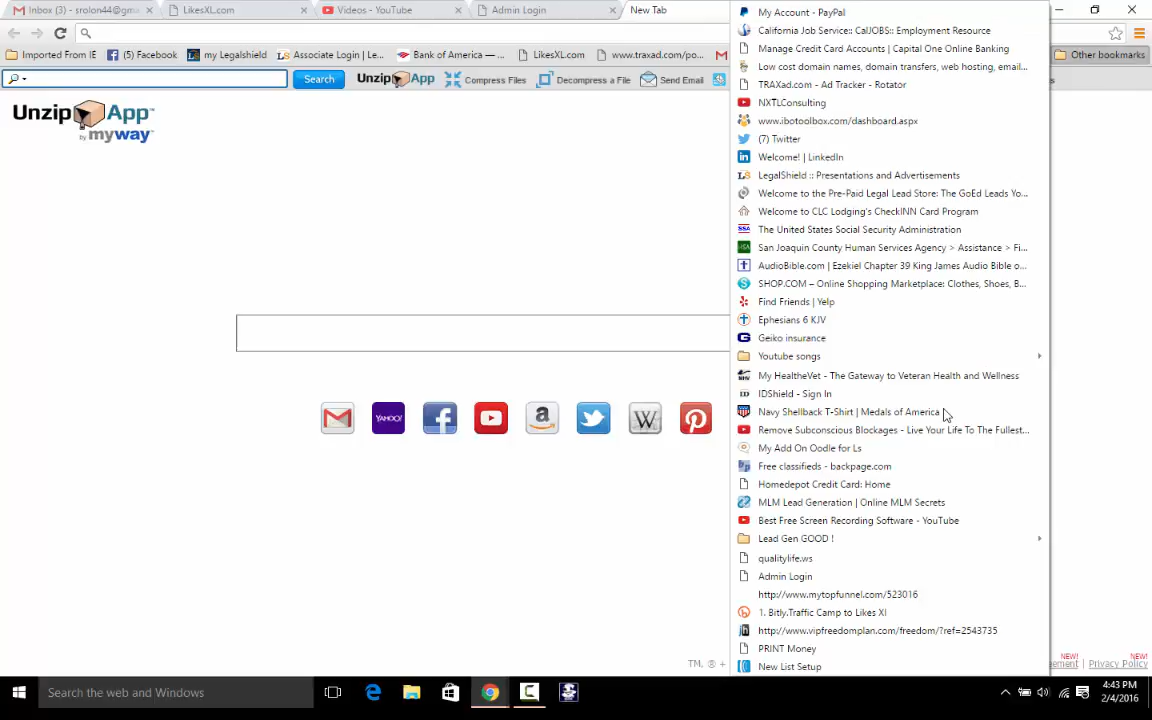 Inbox (3) - srolon44@gm
LikesXL.com
Videos - YouTube
Admin Login
New Tab
Imported From IE
(5) Facebook
my Legalshield
Associate Login | Le...
Bank of America — ...
LikesXL.com
www.traxad.com/po...
Other bookmarks
Search
UnzipApp
Compress Files
Decompress a File
Send Email
UnzipApp™
by myway™
My Account - PayPal
California Job Service:: CalJOBS:: Employment Resource
Manage Credit Card Accounts | Capital One Online Banking
Low cost domain names, domain transfers, web hosting, email...
TRAXad.com - Ad Tracker - Rotator
NXTLConsulting
www.ibotoolbox.com/dashboard.aspx
(7) Twitter
Welcome! | LinkedIn
LegalShield :: Presentations and Advertisements
Welcome to the Pre-Paid Legal Lead Store: The GoEd Leads Yo...
Welcome to CLC Lodging's CheckINN Card Program
The United States Social Security Administration
San Joaquin County Human Services Agency > Assistance > Fi...
AudioBible.com | Ezekiel Chapter 39 King James Audio Bible o...
SHOP.COM – Online Shopping Marketplace: Clothes, Shoes, B...
Find Friends | Yelp
Ephesians 6 KJV
Geiko insurance
Youtube songs
My HealtheVet - The Gateway to Veteran Health and Wellness
IDShield - Sign In
Navy Shellback T-Shirt | Medals of America
Remove Subconscious Blockages - Live Your Life To The Fullest...
My Add On Oodle for Ls
Free classifieds - backpage.com
Homedepot Credit Card: Home
MLM Lead Generation | Online MLM Secrets
Best Free Screen Recording Software - YouTube
Lead Gen GOOD !
qualitylife.ws
Admin Login
http://www.mytopfunnel.com/523016
1. Bitly.Traffic Camp to Likes Xl
http://www.vipfreedomplan.com/freedom/?ref=2543735
PRINT Money
New List Setup
YAHOO!
W
TM, ® +
NEW!
NEW!
eement
Privacy Policy
Search the web and Windows
4:43 PM
2/4/2016